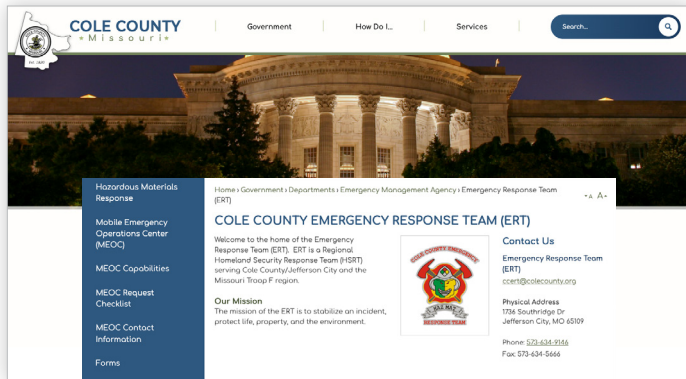 COLE COUNTY
Missouri
EST. 1820
Government
How Do I...
Services
Search...
Hazardous Materials
Response
Mobile Emergency
Operations Center
(MEOC)
MEOC Capabilities
MEOC Request
Checklist
MEOC Contact
Information
Forms
Home › Government › Departments › Emergency Management Agency › Emergency Response Team
(ERT)
-A A+
COLE COUNTY EMERGENCY RESPONSE TEAM (ERT)
Welcome to the home of the Emergency
Response Team (ERT). ERT is a Regional
Homeland Security Response Team (HSRT)
serving Cole County/Jefferson City and the
Missouri Troop F region.
Our Mission
The mission of the ERT is to stabilize an incident,
protect life, property, and the environment.
COLE COUNTY EMERGENCY
HAZ MAT
RESPONSE TEAM
Contact Us
Emergency Response Team
(ERT)
ccert@colecounty.org
Physical Address
1736 Southridge Dr
Jefferson City, MO 65109
Phone: 573-634-9146
Fax: 573-634-5666